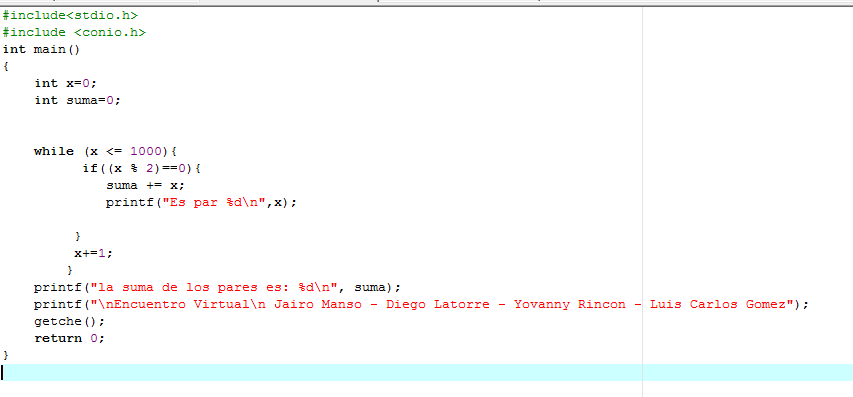 #include<stdio.h>
#include <conio.h>
int main()
{
    int x=0;
    int suma=0;
    while (x <= 1000){
          if((x % 2)==0){
             suma += x;
             printf("Es par %d\n",x);
         }
         x+=1;
        }
    printf("la suma de los pares es: %d\n", suma);
    printf("\nEncuentro Virtual\n Jairo Manso - Diego Latorre - Yovanny Rincon - Luis Carlos Gomez");
    getche();
    return 0;
}